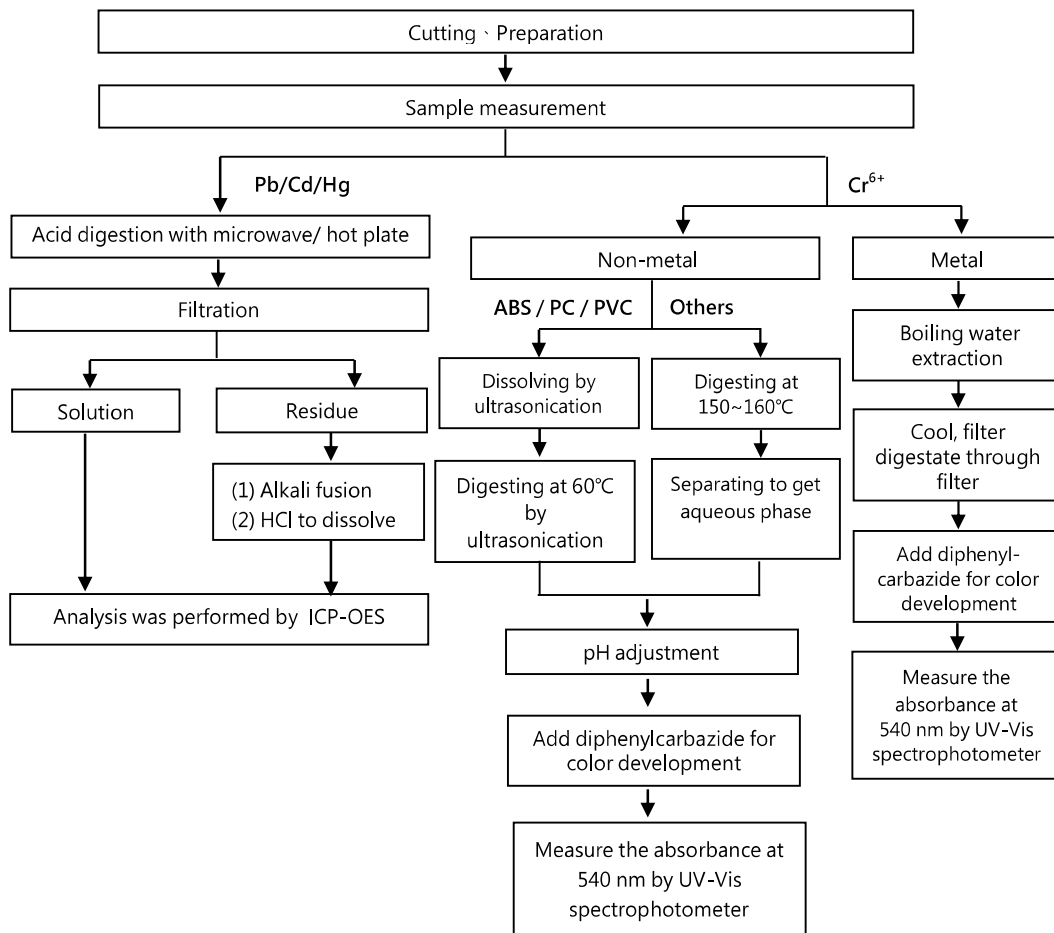 Cutting、Preparation
Sample measurement
Pb/Cd/Hg
Cr6+
Acid digestion with microwave/ hot plate
Filtration
Solution
Residue
(1) Alkali fusion
(2) HCl to dissolve
Analysis was performed by ICP-OES
Non-metal
ABS / PC / PVC
Others
Dissolving by
ultrasonication
Digesting at 60℃
by
ultrasonication
Digesting at
150~160℃
Separating to get
aqueous phase
pH adjustment
Add diphenylcarbazide for
color development
Measure the absorbance at
540 nm by UV-Vis
spectrophotometer
Metal
Boiling water
extraction
Cool, filter
digestate through
filter
Add diphenyl-
carbazide for color
development
Measure the
absorbance at
540 nm by UV-Vis
spectrophotometer